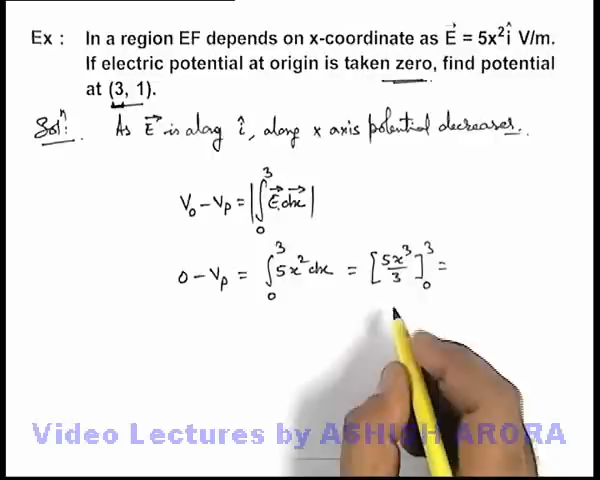 Ex : In a region EF depends on x-coordinate as E⃗ = 5x²î V/m.
If electric potential at origin is taken zero, find potential
at (3, 1).
Solⁿ: As E⃗ is along î, along x axis potential decreases.
V₀ - Vₚ = |∫₀³ E⃗.dx⃗|
0 - Vₚ = ∫₀³ 5x² dx = [5x³/3]₀³ =
Video Lectures by ASHISH ARORA